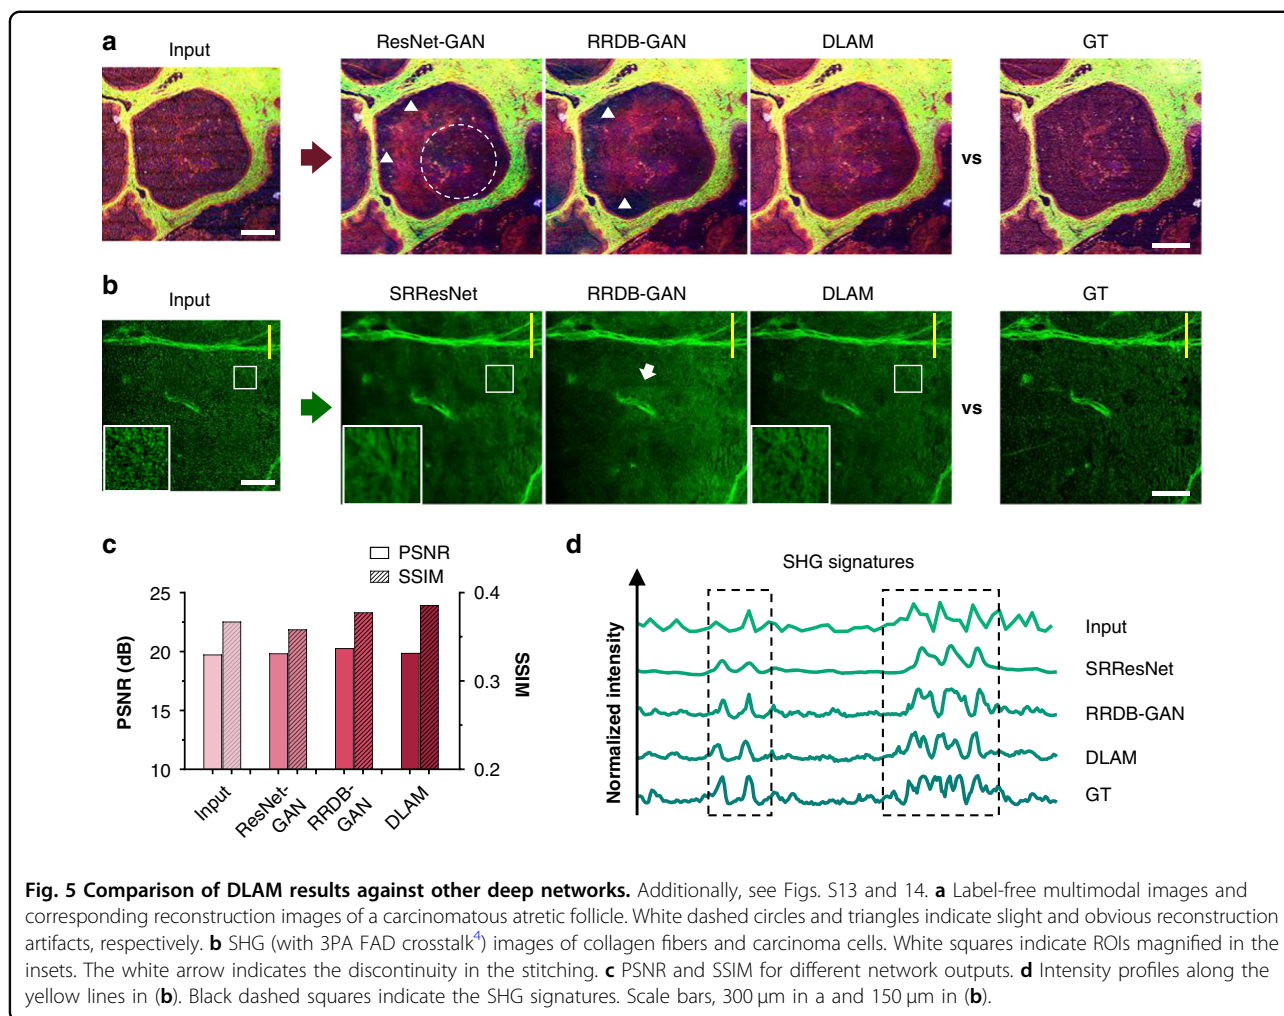 a
Input
ResNet-GAN
RRDB-GAN
DLAM
GT
vs
b
Input
SRResNet
RRDB-GAN
DLAM
GT
vs
c
PSNR
SSIM
25
20
15
10
PSNR (dB)
0.4
0.3
0.2
SSIM
Input
ResNet-
GAN
RRDB-
GAN
DLAM
d
SHG signatures
Normalized intensity
Input
SRResNet
RRDB-GAN
DLAM
GT
Fig. 5 Comparison of DLAM results against other deep networks. Additionally, see Figs. S13 and 14. a Label-free multimodal images and
corresponding reconstruction images of a carcinomatous atretic follicle. White dashed circles and triangles indicate slight and obvious reconstruction
artifacts, respectively. b SHG (with 3PA FAD crosstalk4) images of collagen fibers and carcinoma cells. White squares indicate ROIs magnified in the
insets. The white arrow indicates the discontinuity in the stitching. c PSNR and SSIM for different network outputs. d Intensity profiles along the
yellow lines in (b). Black dashed squares indicate the SHG signatures. Scale bars, 300 µm in a and 150 µm in (b).